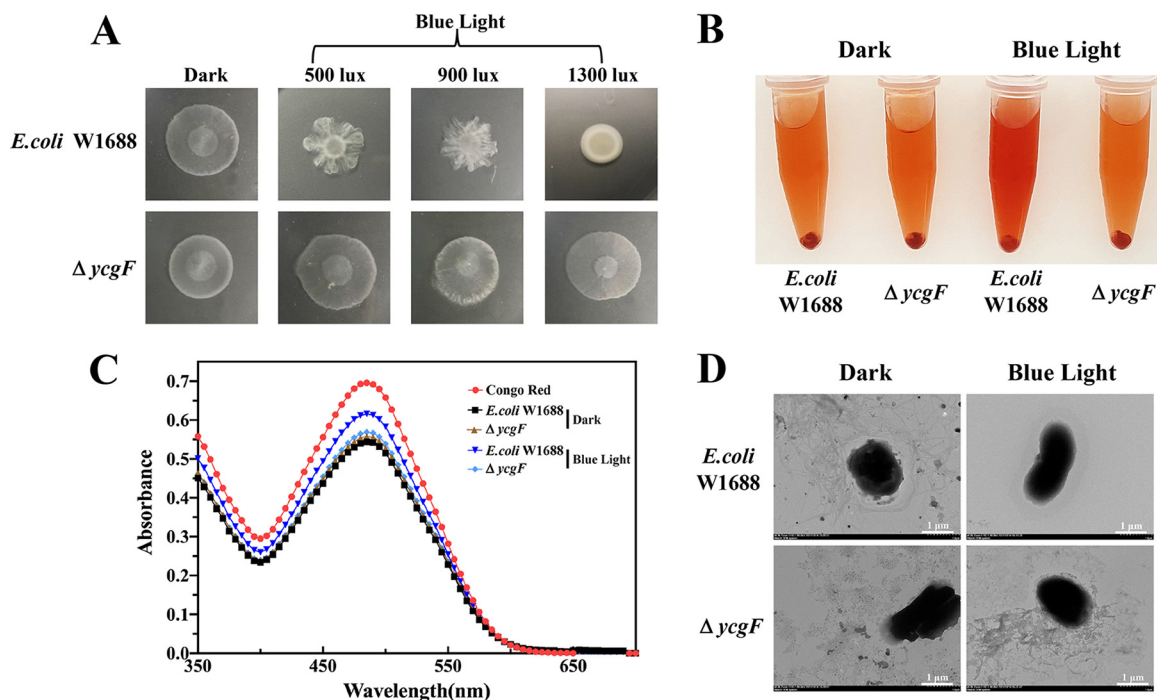 A
Blue Light
Dark
500 lux
900 lux
1300 lux
E.coli W1688
Δ ycgF
B
Dark
Blue Light
E.coli
W1688
Δ ycgF
E.coli
W1688
Δ ycgF
C
Absorbance
0.7
0.6
0.5
0.4
0.3
0.2
0.1
0.0
350
450
550
650
Wavelength(nm)
Congo Red
E.coli W1688
Dark
Δ ycgF
E.coli W1688
Blue Light
Δ ycgF
D
Dark
Blue Light
E.coli
W1688
1 μm
1 μm
Δ ycgF
1 μm
1 μm